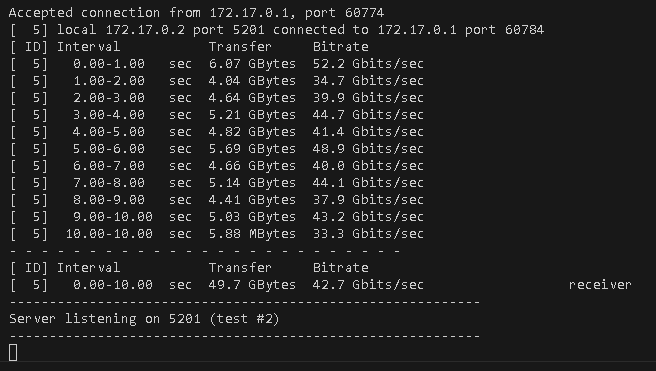 Accepted connection from 172.17.0.1, port 60774
[  5] local 172.17.0.2 port 5201 connected to 172.17.0.1 port 60784
[ ID] Interval           Transfer     Bitrate
[  5]   0.00-1.00   sec  6.07 GBytes  52.2 Gbits/sec
[  5]   1.00-2.00   sec  4.04 GBytes  34.7 Gbits/sec
[  5]   2.00-3.00   sec  4.64 GBytes  39.9 Gbits/sec
[  5]   3.00-4.00   sec  5.21 GBytes  44.7 Gbits/sec
[  5]   4.00-5.00   sec  4.82 GBytes  41.4 Gbits/sec
[  5]   5.00-6.00   sec  5.69 GBytes  48.9 Gbits/sec
[  5]   6.00-7.00   sec  4.66 GBytes  40.0 Gbits/sec
[  5]   7.00-8.00   sec  5.14 GBytes  44.1 Gbits/sec
[  5]   8.00-9.00   sec  4.41 GBytes  37.9 Gbits/sec
[  5]   9.00-10.00  sec  5.03 GBytes  43.2 Gbits/sec
[  5]  10.00-10.00  sec  5.88 MBytes  33.3 Gbits/sec
- - - - - - - - - - - - - - - - - - - - - - - - -
[ ID] Interval           Transfer     Bitrate
[  5]   0.00-10.00  sec  49.7 GBytes  42.7 Gbits/sec                  receiver
-----------------------------------------------------------
Server listening on 5201 (test #2)
-----------------------------------------------------------